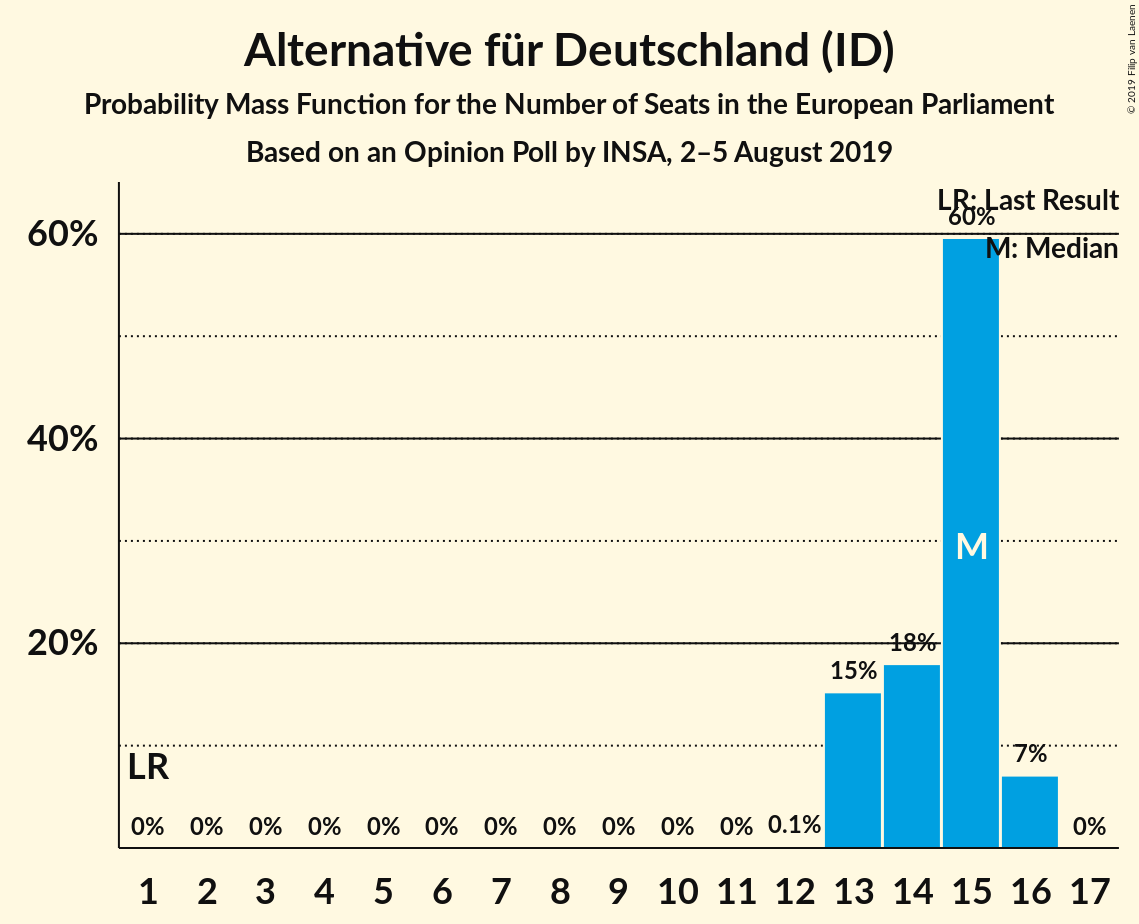 Alternative für Deutschland (ID)
Probability Mass Function for the Number of Seats in the European Parliament
Based on an Opinion Poll by INSA, 2–5 August 2019
© 2019 Filip van Laenen
LR: Last Result
M: Median
60%
40%
20%
LR
0% 0% 0% 0% 0% 0% 0% 0% 0% 0% 0% 0.1% 15% 18% 60% 7% 0%
M
1 2 3 4 5 6 7 8 9 10 11 12 13 14 15 16 17